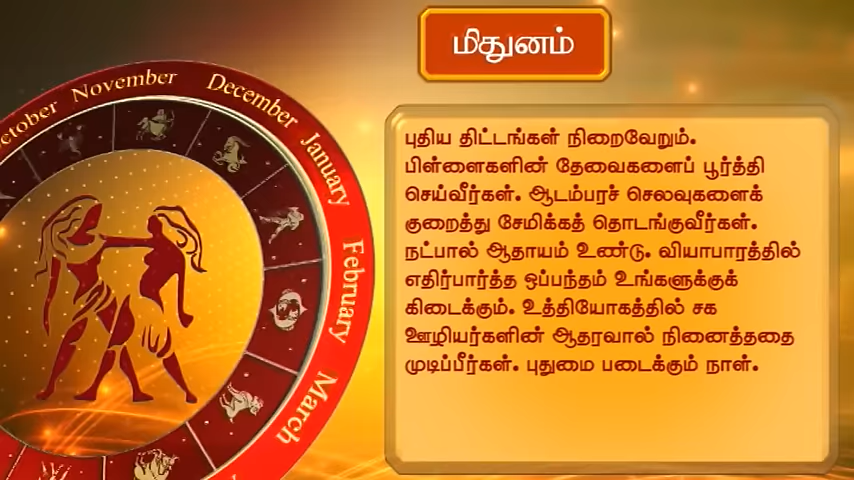 மிதுனம்
October November December January February March
புதிய திட்டங்கள் நிறைவேறும்.
பிள்ளைகளின் தேவைகளைப் பூர்த்தி
செய்வீர்கள். ஆடம்பரச் செலவுகளைக்
குறைத்து சேமிக்கத் தொடங்குவீர்கள்.
நட்பால் ஆதாயம் உண்டு. வியாபாரத்தில்
எதிர்பார்த்த ஒப்பந்தம் உங்களுக்குக்
கிடைக்கும். உத்தியோகத்தில் சக
ஊழியர்களின் ஆதரவால் நினைத்ததை
முடிப்பீர்கள். புதுமை படைக்கும் நாள்.